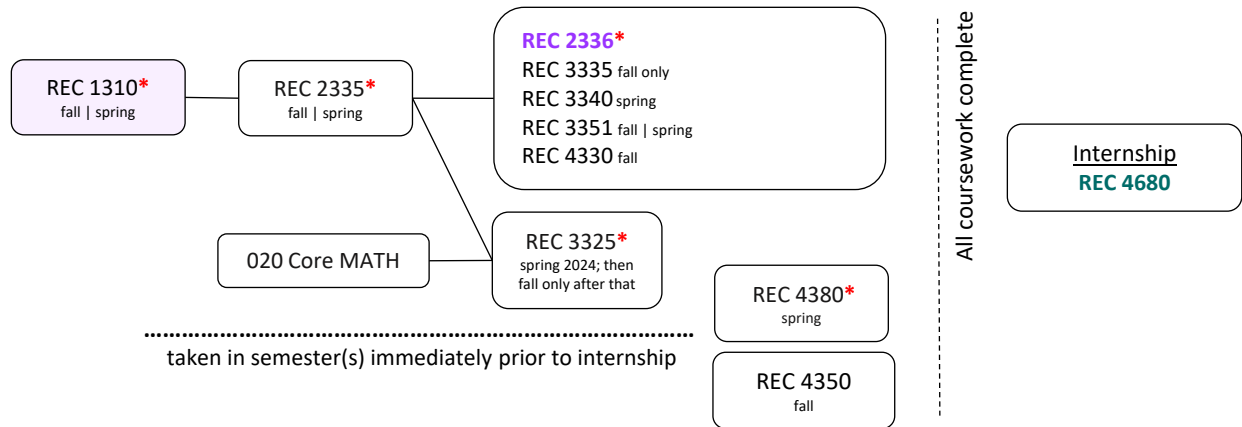 REC 1310*
fall | spring
REC 2335*
fall | spring
REC 2336*
REC 3335 fall only
REC 3340 spring
REC 3351 fall | spring
REC 4330 fall
020 Core MATH
REC 3325*
spring 2024; then
fall only after that
taken in semester(s) immediately prior to internship
REC 4380*
spring
REC 4350
fall
All coursework complete
Internship
REC 4680